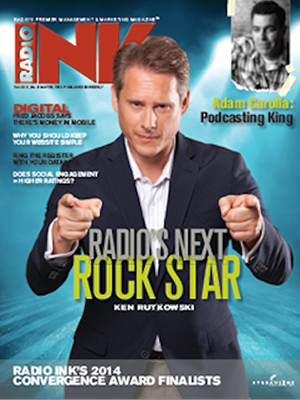 RADIO'S PREMIER MANAGEMENT & MARKETING MAGAZINE™
RADIO INK
Adam Carolla:
Podcasting King
DIGITAL
FRED JACOBS SAYS
THERE'S MONEY IN MOBILE
WHY YOU SHOULD KEEP
YOUR WEBSITE SIMPLE
RING THE REGISTER
WITH YOUR DATA
DOES SOCIAL ENGAGEMENT
= HIGHER RATINGS?
RADIO'S NEXT
ROCK STAR
KEN RUTKOWSKI
RADIO INK'S 2014
CONVERGENCE AWARD FINALISTS